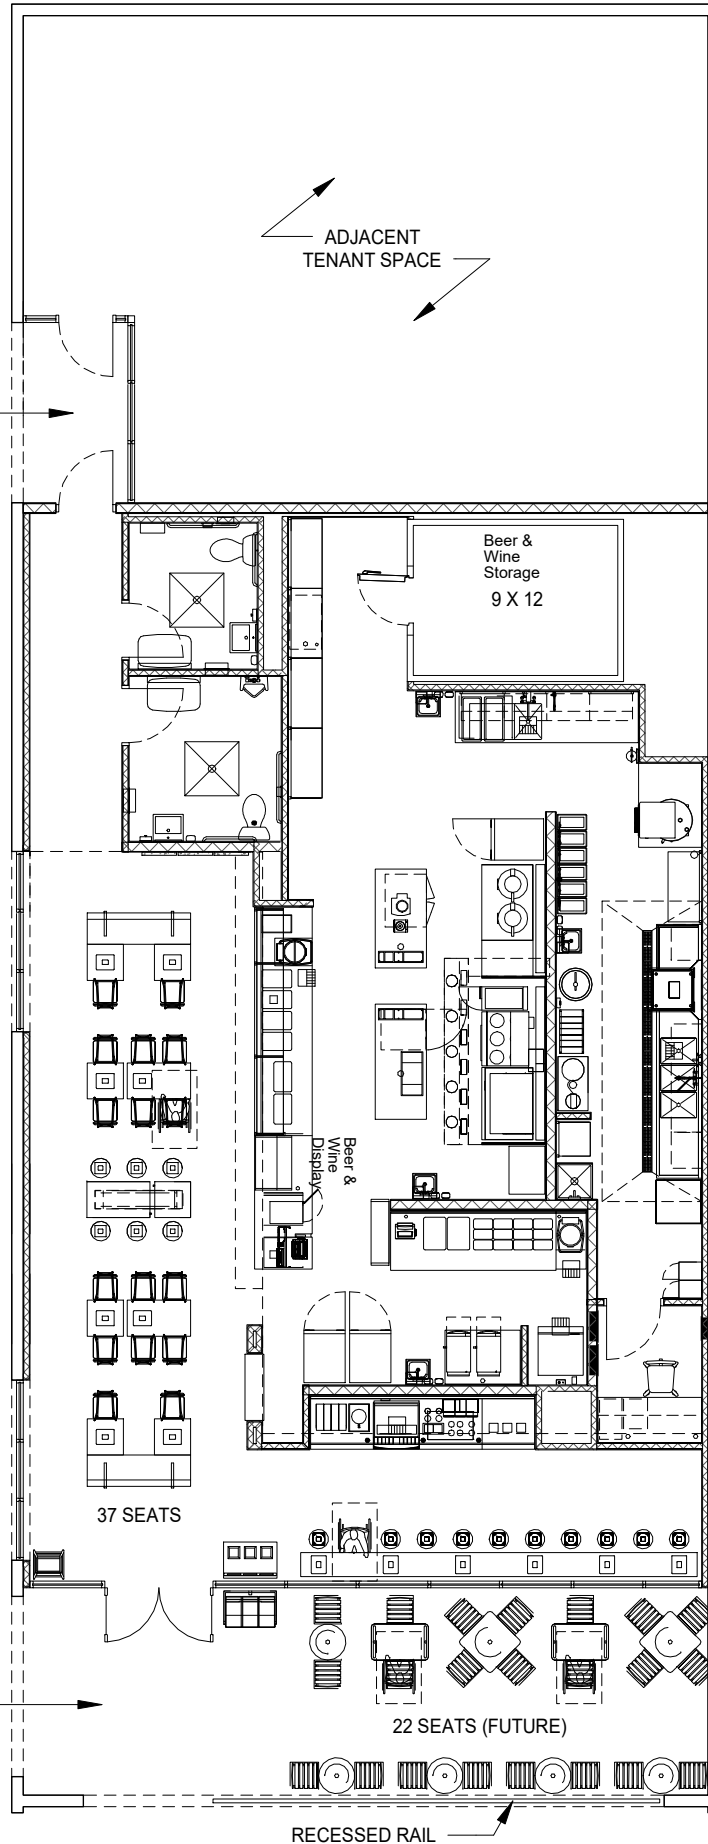 ADJACENT
TENANT SPACE
Beer &
Wine
Storage
9 X 12
Beer &
Wine
Display
37 SEATS
22 SEATS (FUTURE)
RECESSED RAIL